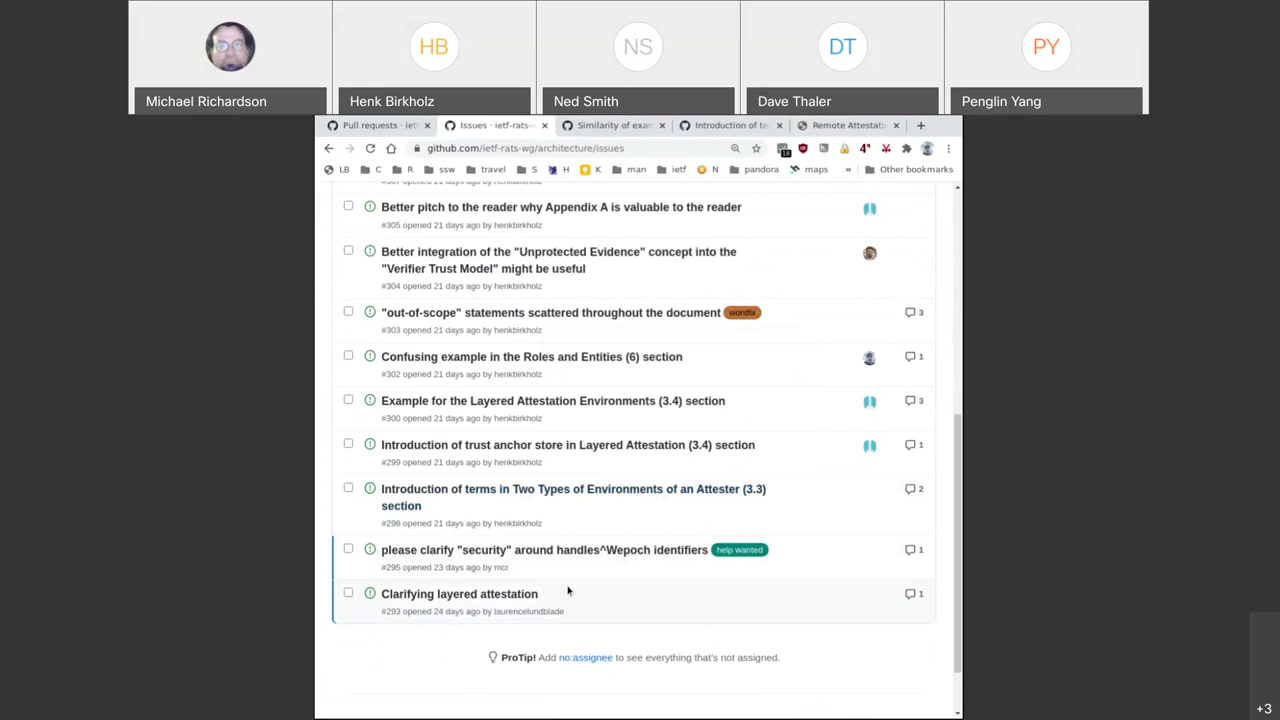 HB
NS
DT
PY
Michael Richardson
Henk Birkholz
Ned Smith
Dave Thaler
Penglin Yang
Pull requests · iet
Issues · ietf-rats-
Similarity of exa
Introduction of te
Remote Attestati
github.com/ietf-rats-wg/architecture/issues
LB C R ssw travel S H K man ietf N pandora maps » Other bookmarks
Better pitch to the reader why Appendix A is valuable to the reader
#305 opened 21 days ago by henkbirkholz
Better integration of the "Unprotected Evidence" concept into the
"Verifier Trust Model" might be useful
#304 opened 21 days ago by henkbirkholz
"out-of-scope" statements scattered throughout the document wontfix 3
#303 opened 21 days ago by henkbirkholz
Confusing example in the Roles and Entities (6) section 1
#302 opened 21 days ago by henkbirkholz
Example for the Layered Attestation Environments (3.4) section 3
#300 opened 21 days ago by henkbirkholz
Introduction of trust anchor store in Layered Attestation (3.4) section 1
#299 opened 21 days ago by henkbirkholz
Introduction of terms in Two Types of Environments of an Attester (3.3) 2
section
#298 opened 21 days ago by henkbirkholz
please clarify "security" around handles^Wepoch identifiers help wanted 1
#295 opened 23 days ago by mcr
Clarifying layered attestation 1
#293 opened 24 days ago by laurencelundblade
ProTip! Add no:assignee to see everything that's not assigned.
+3